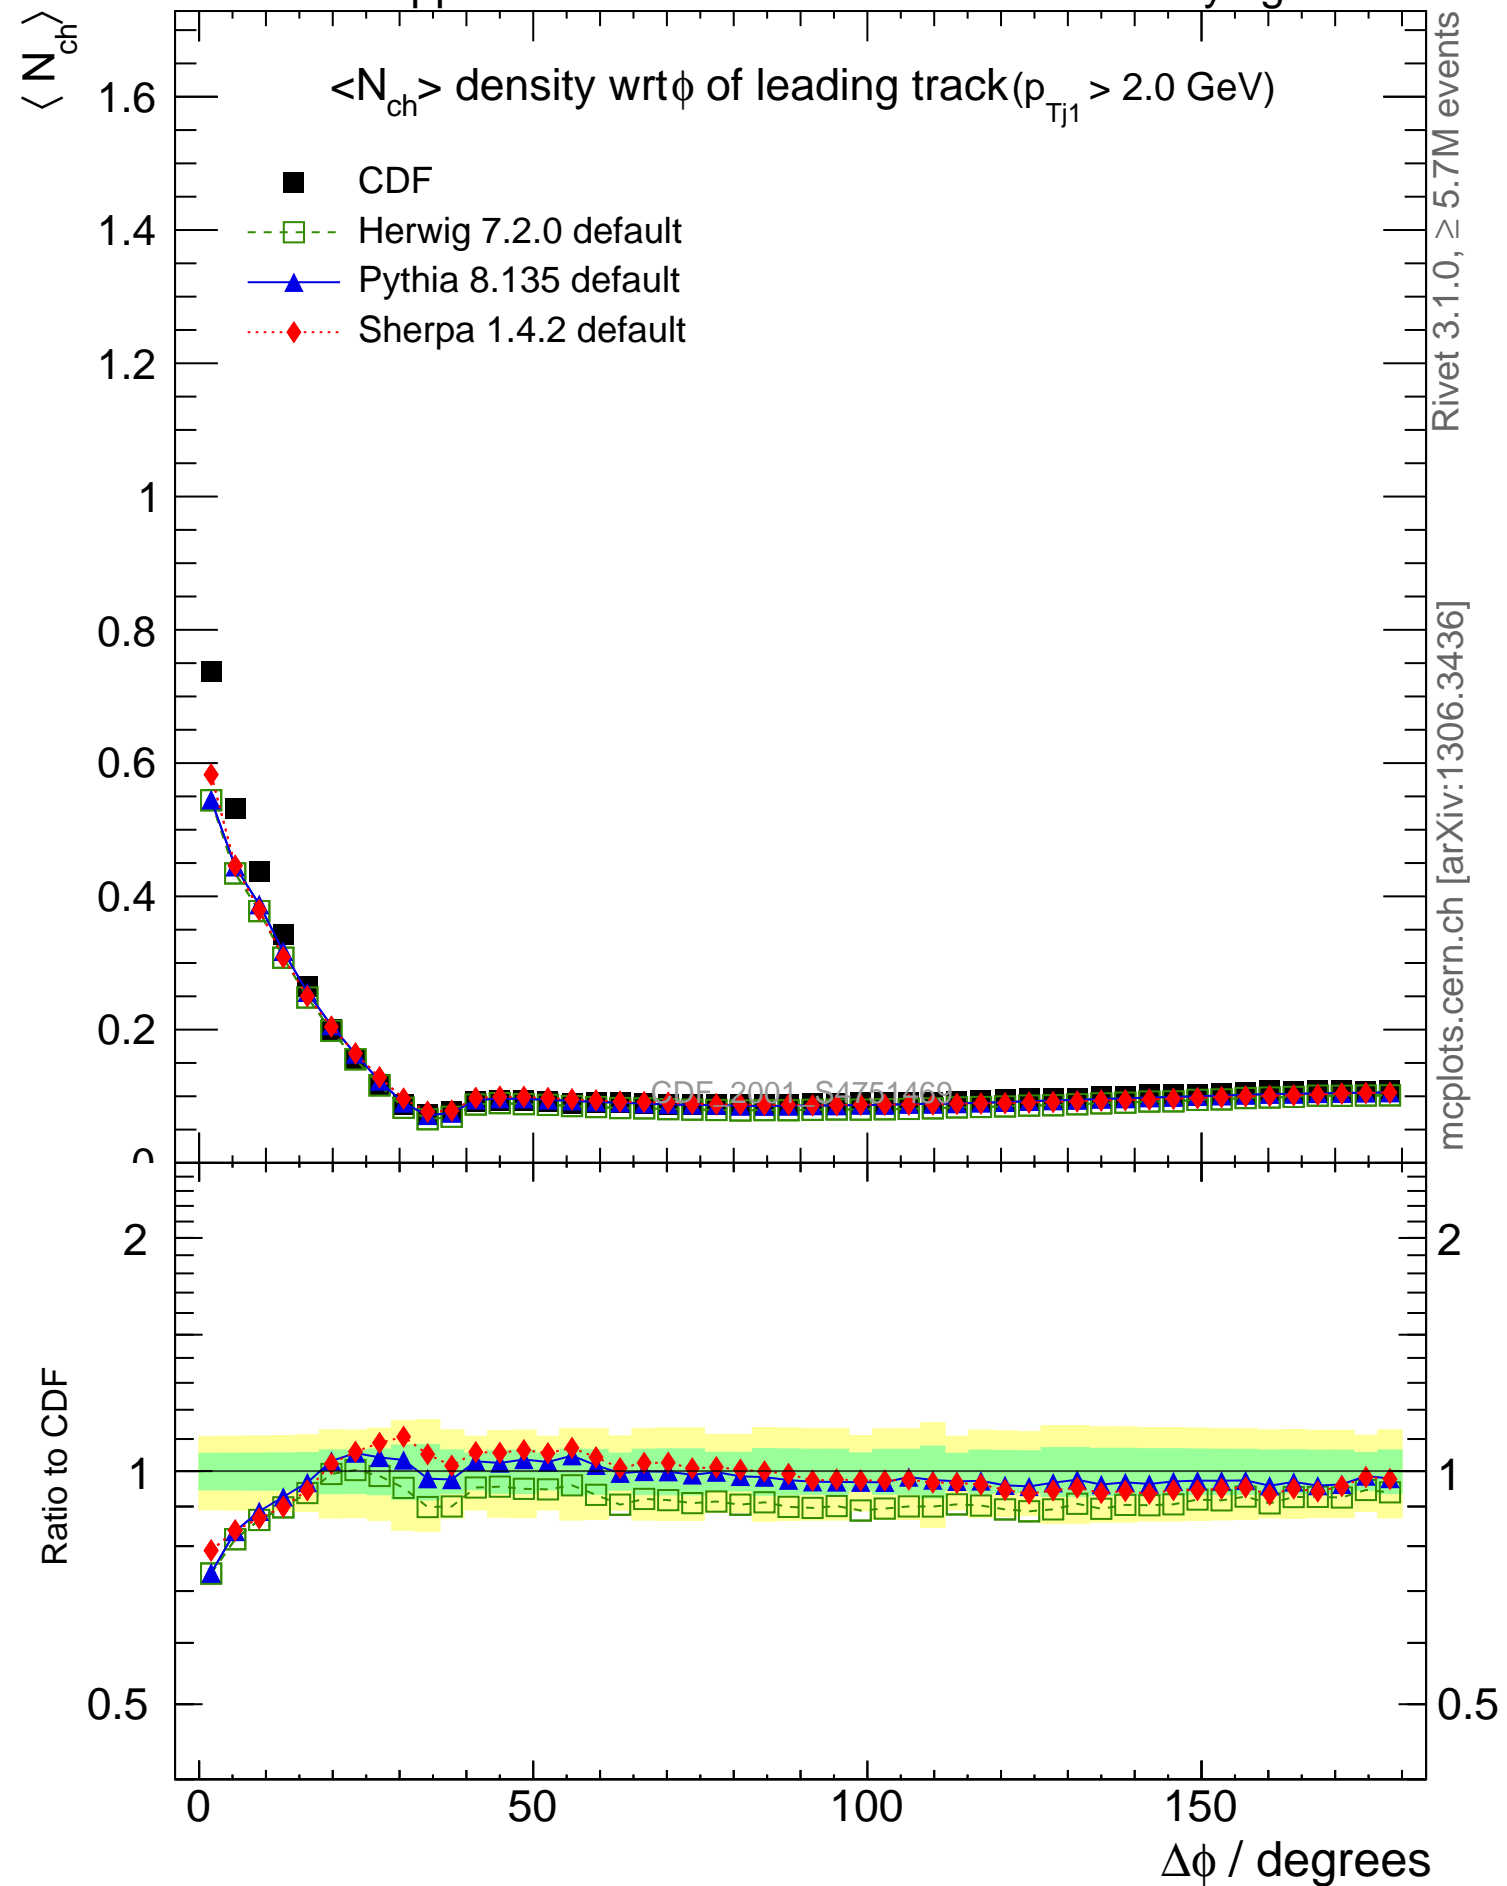 ⟨ N_ch ⟩
<N_ch> density wrt ϕ of leading track (p_Tj1 > 2.0 GeV)
CDF
Herwig 7.2.0 default
Pythia 8.135 default
Sherpa 1.4.2 default
1.6
1.4
1.2
1
0.8
0.6
0.4
0.2
0
CDF_2001_S4751469
Rivet 3.1.0, ≥ 5.7M events
mcplots.cern.ch [arXiv:1306.3436]
Ratio to CDF
2
1
0.5
2
1
0.5
0
50
100
150
Δϕ / degrees